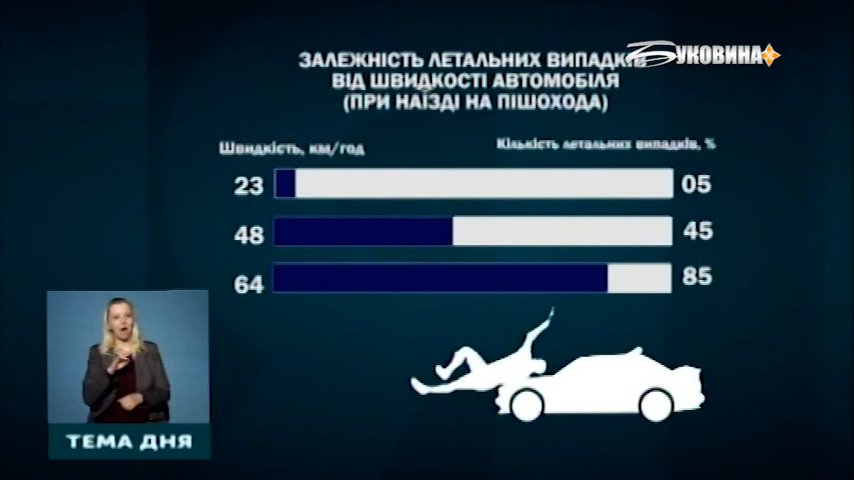 ЗАЛЕЖНІСТЬ ЛЕТАЛЬНИХ ВИПАДКІВ
БУКОВИНА
ВІД ШВИДКОСТІ АВТОМОБІЛЯ
(ПРИ НАЇЗДІ НА ПІШОХОДА)
Швидкість, км/год
Кількість летальних випадків, %
23
05
48
45
64
85
ТЕМА ДНЯ